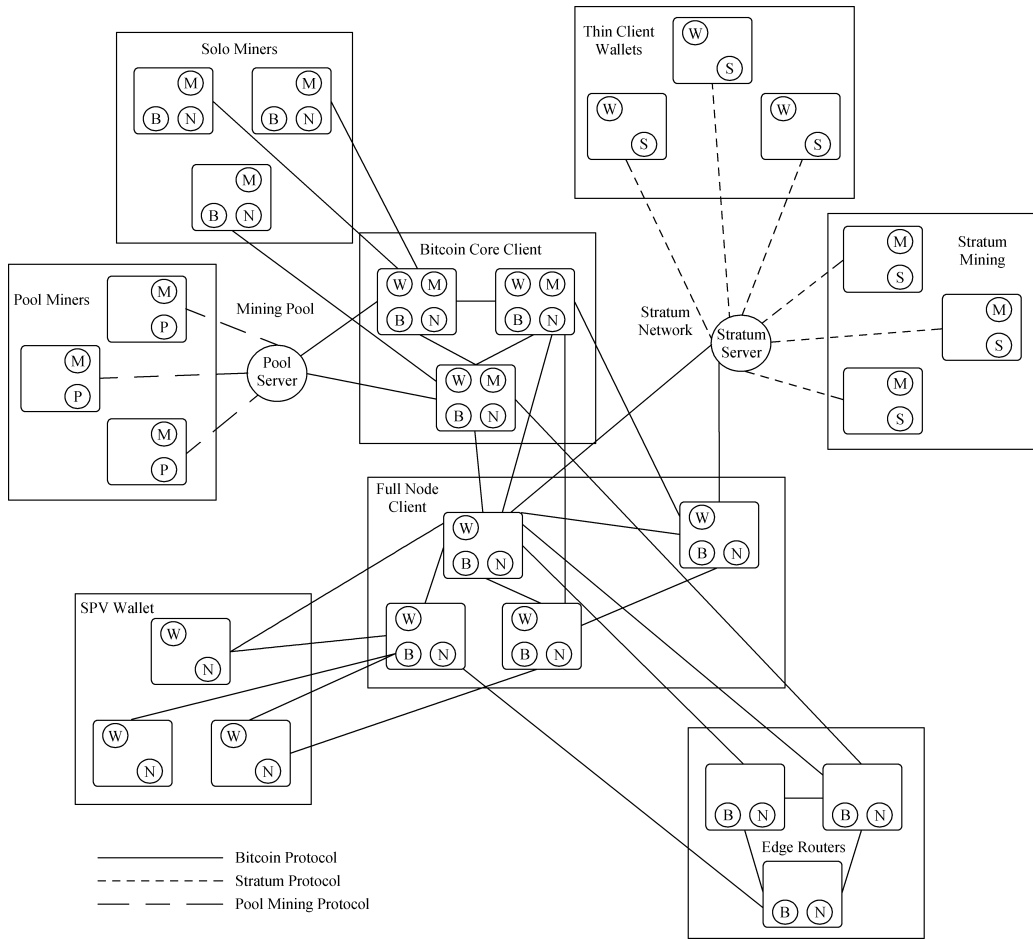 Solo Miners
M
M
B N
B N
M
B N
Thin Client
Wallets
W
S
W
S
W
S
Stratum
Mining
M
S
M
S
M
S
Bitcoin Core Client
W M
B N
W M
B N
W M
B N
Pool Miners
M
P
M
P
M
P
Mining Pool
Pool
Server
Stratum
Network
Stratum
Server
Full Node
Client
W
B N
W
B N
W
B N
W
B N
SPV Wallet
W
N
W
N
W
N
B N
B N
Edge Routers
B N
Bitcoin Protocol
Stratum Protocol
Pool Mining Protocol